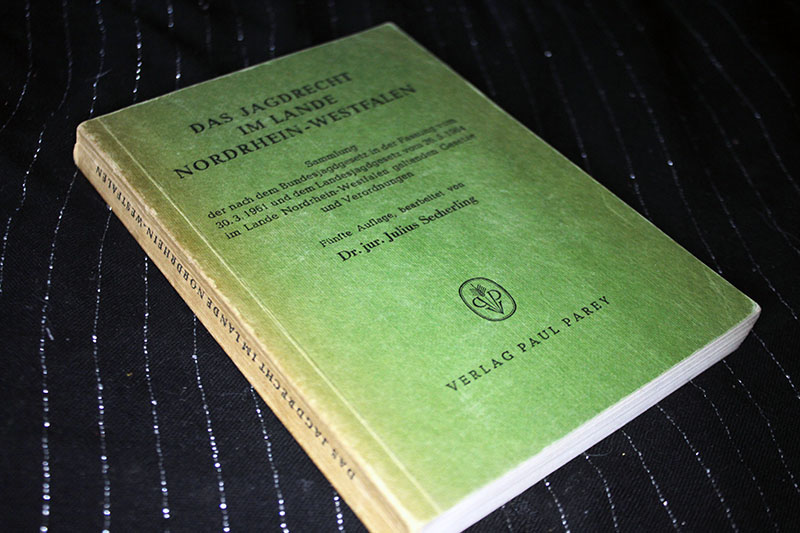 DAS JAGDRECHT
IM LANDE
NORDRHEIN-WESTFALEN
Sammlung
der nach dem Bundesjagdgesetz in der Fassung vom
30. 3. 1961 und dem Landesjagdgesetz vom 26. 5. 1964
im Lande Nordrhein-Westfalen geltenden Gesetze
und Verordnungen
Fünfte Auflage, bearbeitet von
Dr. jur. Julius Secherling
VERLAG PAUL PAREY
DAS JAGDRECHT IM LANDE NORDRHEIN-WESTFALEN